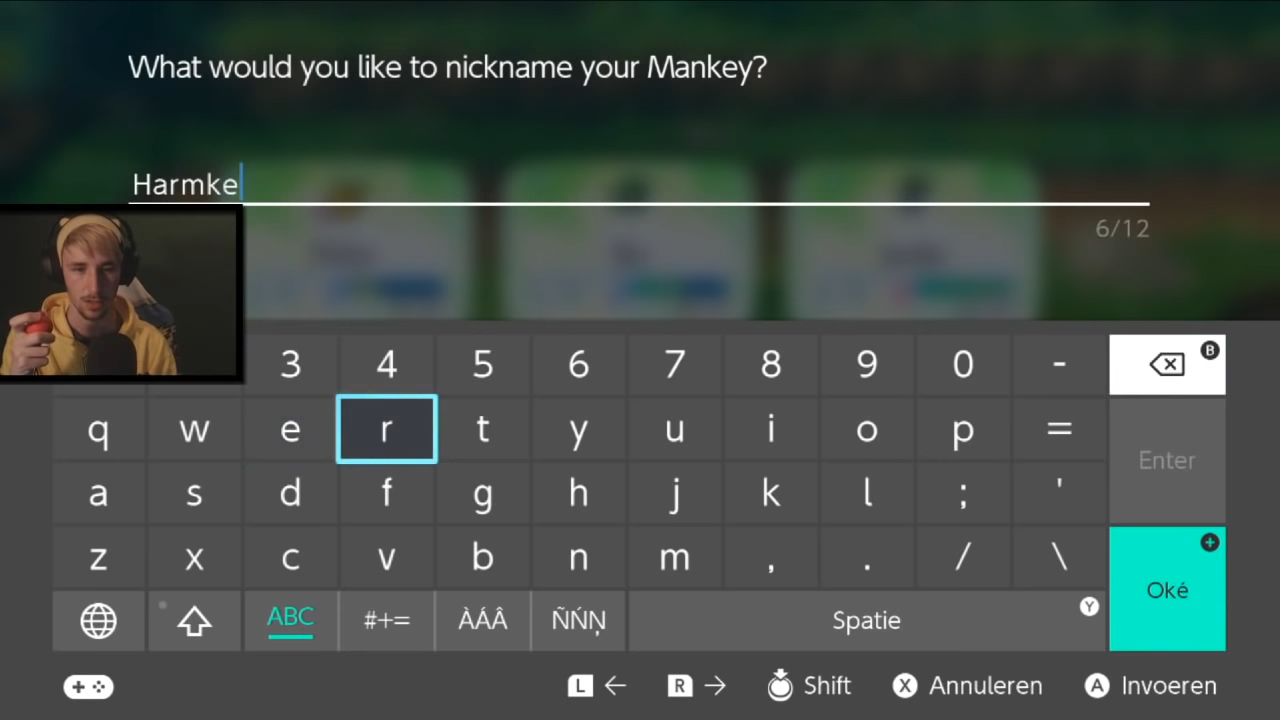 What would you like to nickname your Mankey?
Harmke
6/12
3 4 5 6 7 8 9 0 -
B
q w e r t y u i o p =
Enter
a s d f g h j k l ; '
z x c v b n m , . / \
+
Oké
ABC #+= ÀÁÂ ÑŃŅ Spatie Y
L ← R → Shift X Annuleren A Invoeren